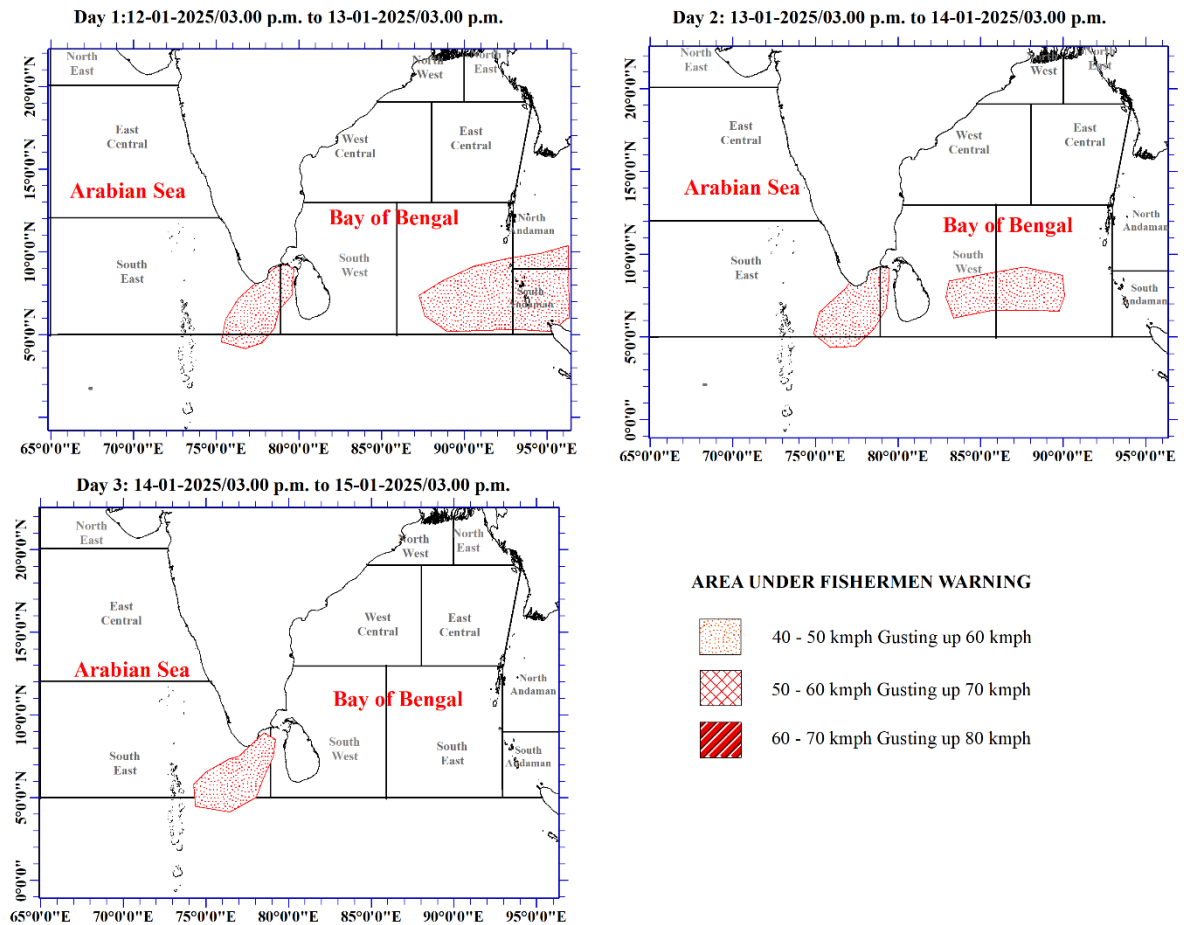 Day 1:12-01-2025/03.00 p.m. to 13-01-2025/03.00 p.m.
North
East
North
West
North
East
East
Central
West
Central
East
Central
Arabian Sea
Bay of Bengal
North
Andaman
South
East
South
West
South
Andaman
20°0'0"N
15°0'0"N
10°0'0"N
5°0'0"N
65°0'0"E 70°0'0"E 75°0'0"E 80°0'0"E 85°0'0"E 90°0'0"E 95°0'0"E
Day 2: 13-01-2025/03.00 p.m. to 14-01-2025/03.00 p.m.
North
East
West
North
East
East
Central
West
Central
East
Central
Arabian Sea
Bay of Bengal
North
Andaman
South
East
South
West
South
Andaman
20°0'0"N
15°0'0"N
10°0'0"N
5°0'0"N
0°0'0"
65°0'0"E 70°0'0"E 75°0'0"E 80°0'0"E 85°0'0"E 90°0'0"E 95°0'0"E
Day 3: 14-01-2025/03.00 p.m. to 15-01-2025/03.00 p.m.
North
East
North
West
North
East
East
Central
West
Central
East
Central
Arabian Sea
Bay of Bengal
North
Andaman
South
East
South
West
South
East
South
Andaman
20°0'0"N
15°0'0"N
10°0'0"N
5°0'0"N
0°0'0"
65°0'0"E 70°0'0"E 75°0'0"E 80°0'0"E 85°0'0"E 90°0'0"E 95°0'0"E
AREA UNDER FISHERMEN WARNING
40 - 50 kmph Gusting up 60 kmph
50 - 60 kmph Gusting up 70 kmph
60 - 70 kmph Gusting up 80 kmph